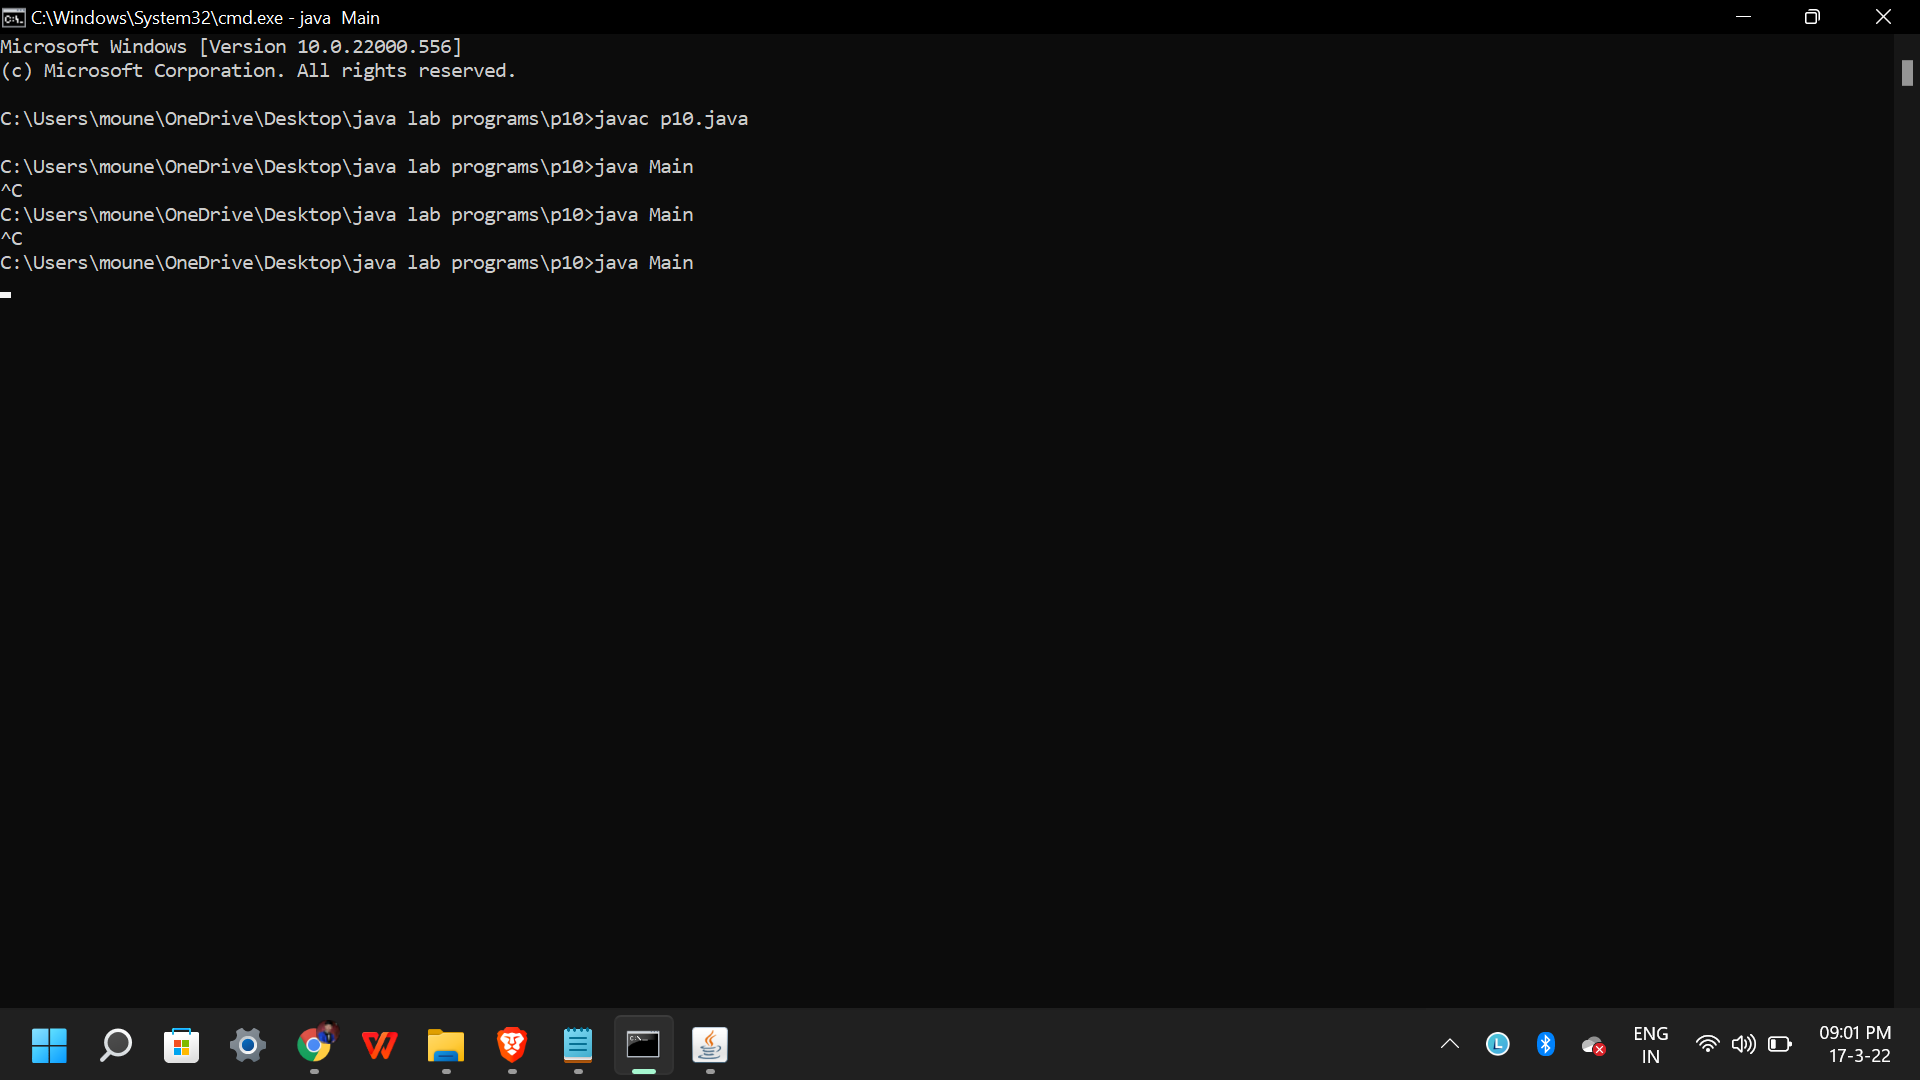 C:\Windows\System32\cmd.exe - java  Main
Microsoft Windows [Version 10.0.22000.556]
(c) Microsoft Corporation. All rights reserved.
C:\Users\moune\OneDrive\Desktop\java lab programs\p10>javac p10.java
C:\Users\moune\OneDrive\Desktop\java lab programs\p10>java Main
^C
C:\Users\moune\OneDrive\Desktop\java lab programs\p10>java Main
^C
C:\Users\moune\OneDrive\Desktop\java lab programs\p10>java Main
ENG
IN
09:01 PM
17-3-22